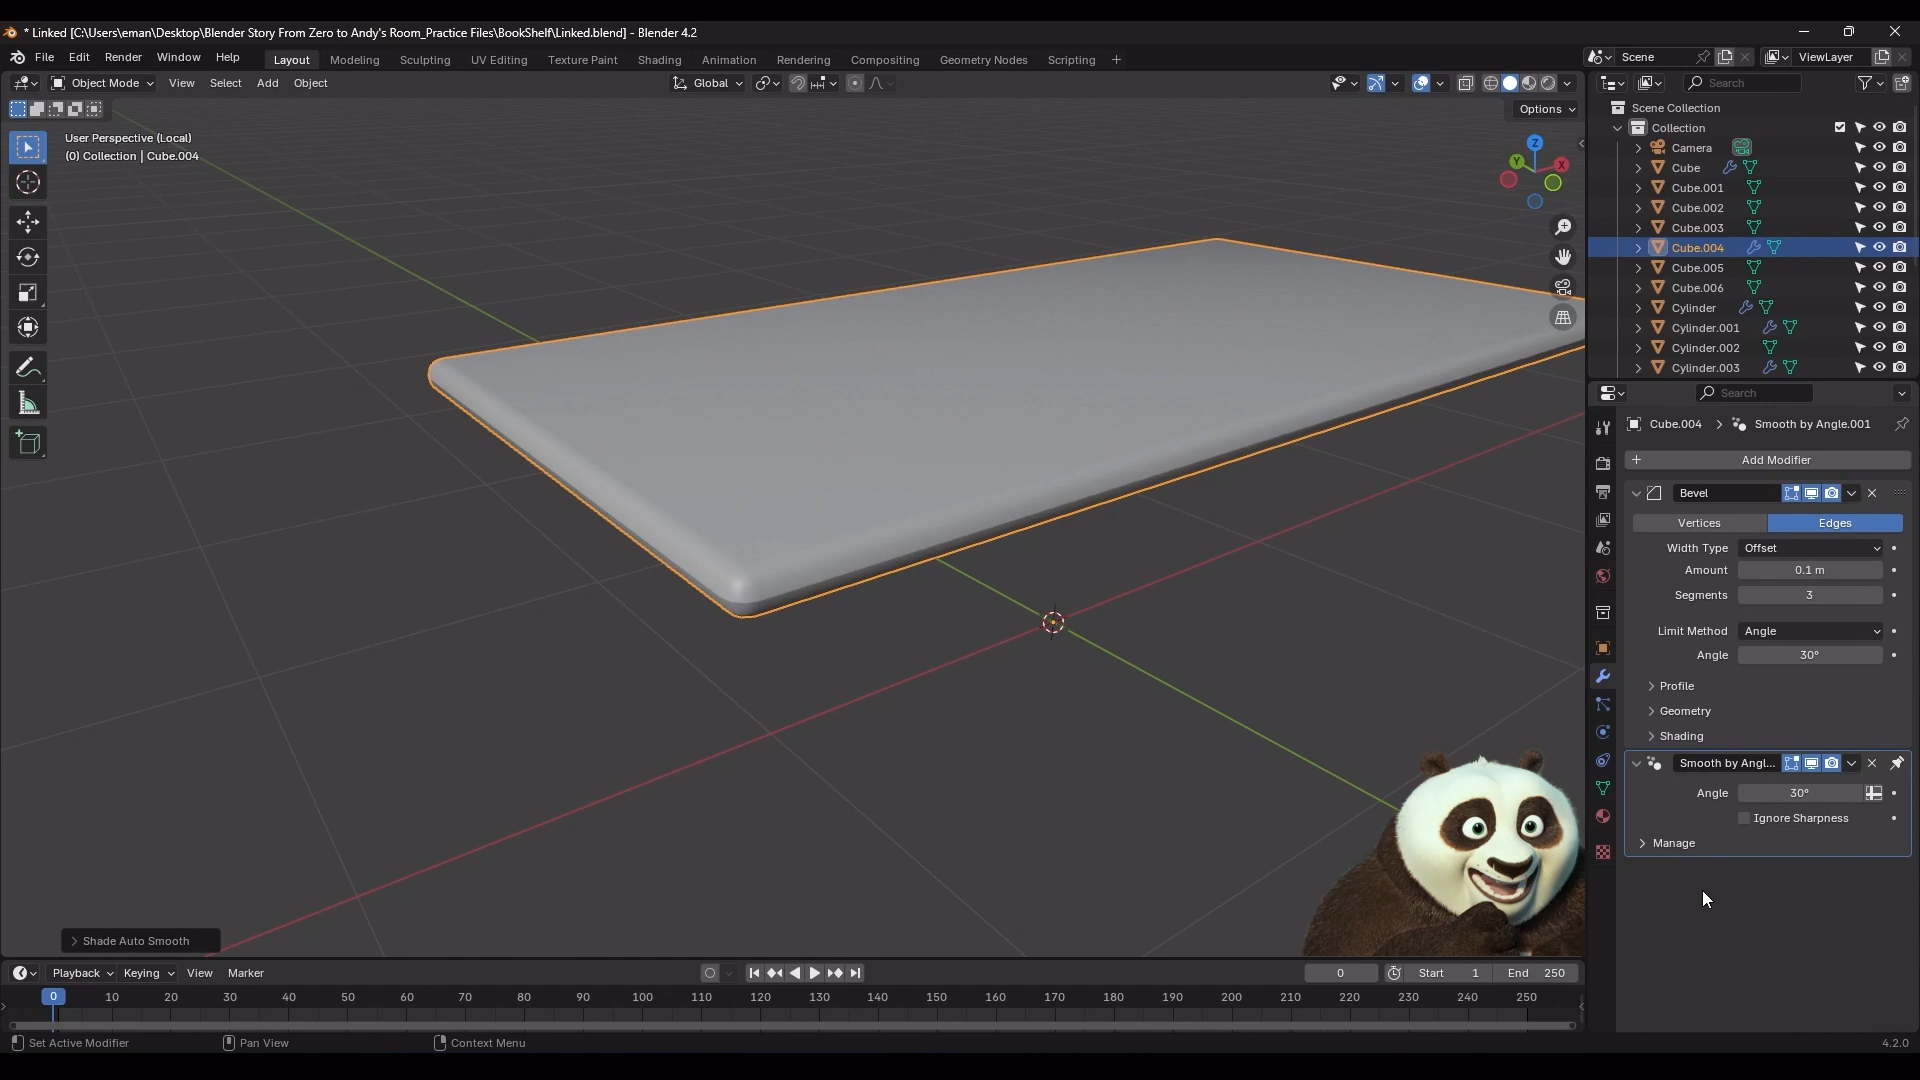 * Linked [C:\Users\eman\Desktop\Blender Story From Zero to Andy's Room_Practice Files\BookShelf\Linked.blend] - Blender 4.2
File Edit Render Window Help Layout Modeling Sculpting UV Editing Texture Paint Shading Animation Rendering Compositing Geometry Nodes Scripting + Scene ViewLayer
Object Mode View Select Add Object Global Search
Options
User Perspective (Local)
(0) Collection | Cube.004
Z
Y
X
Scene Collection
Collection
Camera
Cube
Cube.001
Cube.002
Cube.003
Cube.004
Cube.005
Cube.006
Cylinder
Cylinder.001
Cylinder.002
Cylinder.003
Search
Cube.004 > Smooth by Angle.001
+ Add Modifier
Bevel
Vertices Edges
Width Type Offset
Amount 0.1 m
Segments 3
Limit Method Angle
Angle 30°
Profile
Geometry
Shading
Smooth by Angl...
Angle 30°
Ignore Sharpness
Manage
Shade Auto Smooth
Playback Keying View Marker 0 Start 1 End 250
0 10 20 30 40 50 60 70 80 90 100 110 120 130 140 150 160 170 180 190 200 210 220 230 240 250
Set Active Modifier Pan View Context Menu 4.2.0